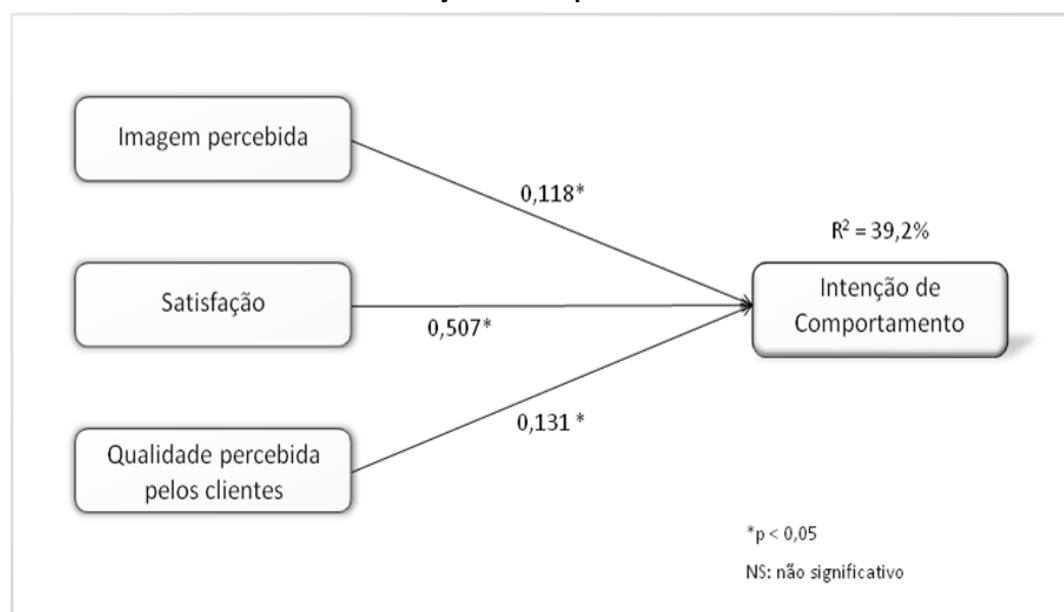 Imagem percebida
0,118*
R² = 39,2%
Satisfação
0,507*
Intenção de
Comportamento
Qualidade percebida
pelos clientes
0,131 *
*p < 0,05
NS: não significativo